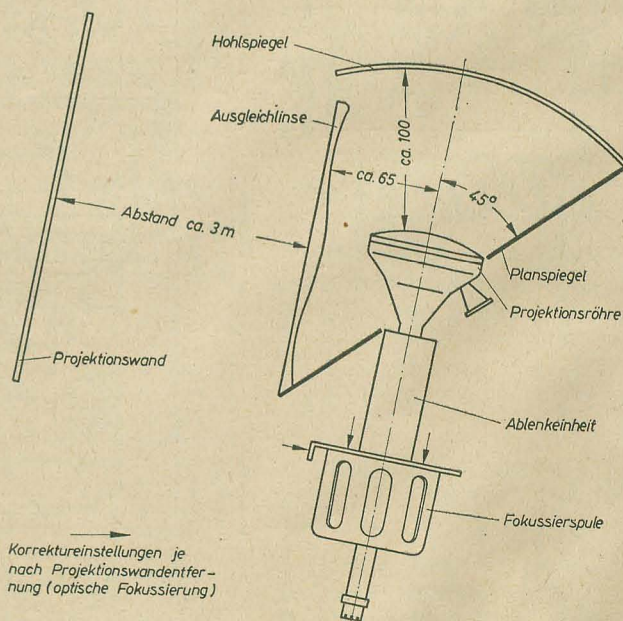 Hohlspiegel
Ausgleichlinse
ca. 100
ca. 65
45°
Abstand ca. 3 m
Planspiegel
Projektionsröhre
Projektionswand
Ablenkeinheit
Fokussierspule
Korrektureinstellungen je
nach Projektionswandentfer-
nung (optische Fokussierung)